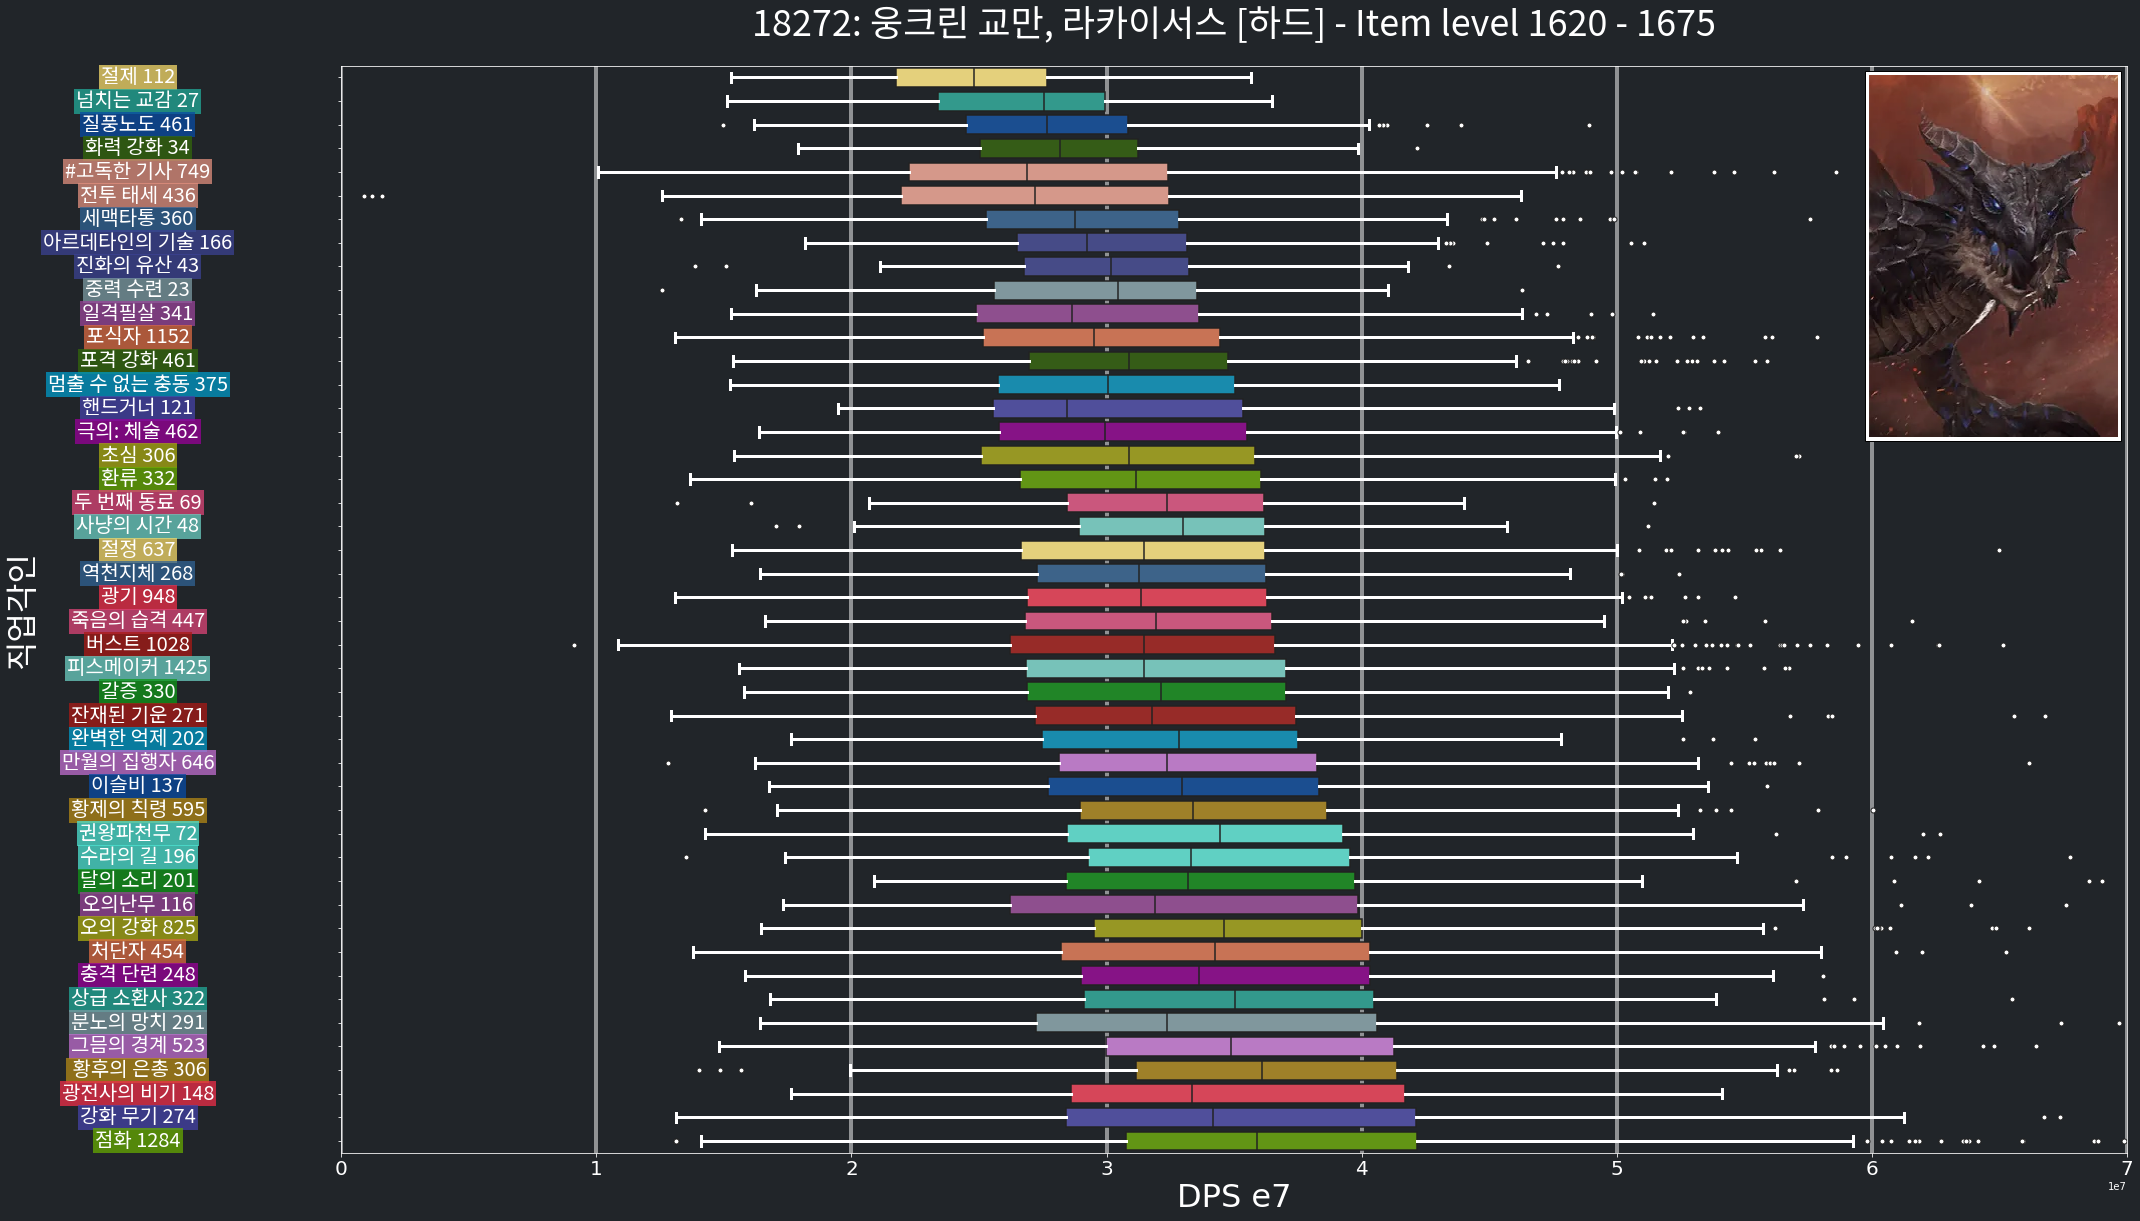 18272: 웅크린 교만, 라카이서스 [하드] - Item level 1620 - 1675
직업각인
절제 112
넘치는 교감 27
질풍노도 461
화력 강화 34
#고독한 기사 749
전투 태세 436
세맥타통 360
아르데타인의 기술 166
진화의 유산 43
중력 수련 23
일격필살 341
포식자 1152
포격 강화 461
멈출 수 없는 충동 375
핸드거너 121
극의: 체술 462
초심 306
환류 332
두 번째 동료 69
사냥의 시간 48
절정 637
역천지체 268
광기 948
죽음의 습격 447
버스트 1028
피스메이커 1425
갈증 330
잔재된 기운 271
완벽한 억제 202
만월의 집행자 646
이슬비 137
황제의 칙령 595
권왕파천무 72
수라의 길 196
달의 소리 201
오의난무 116
오의 강화 825
처단자 454
충격 단련 248
상급 소환사 322
분노의 망치 291
그믐의 경계 523
황후의 은총 306
광전사의 비기 148
강화 무기 274
점화 1284
0 1 2 3 4 5 6 7
DPS e7
1e7